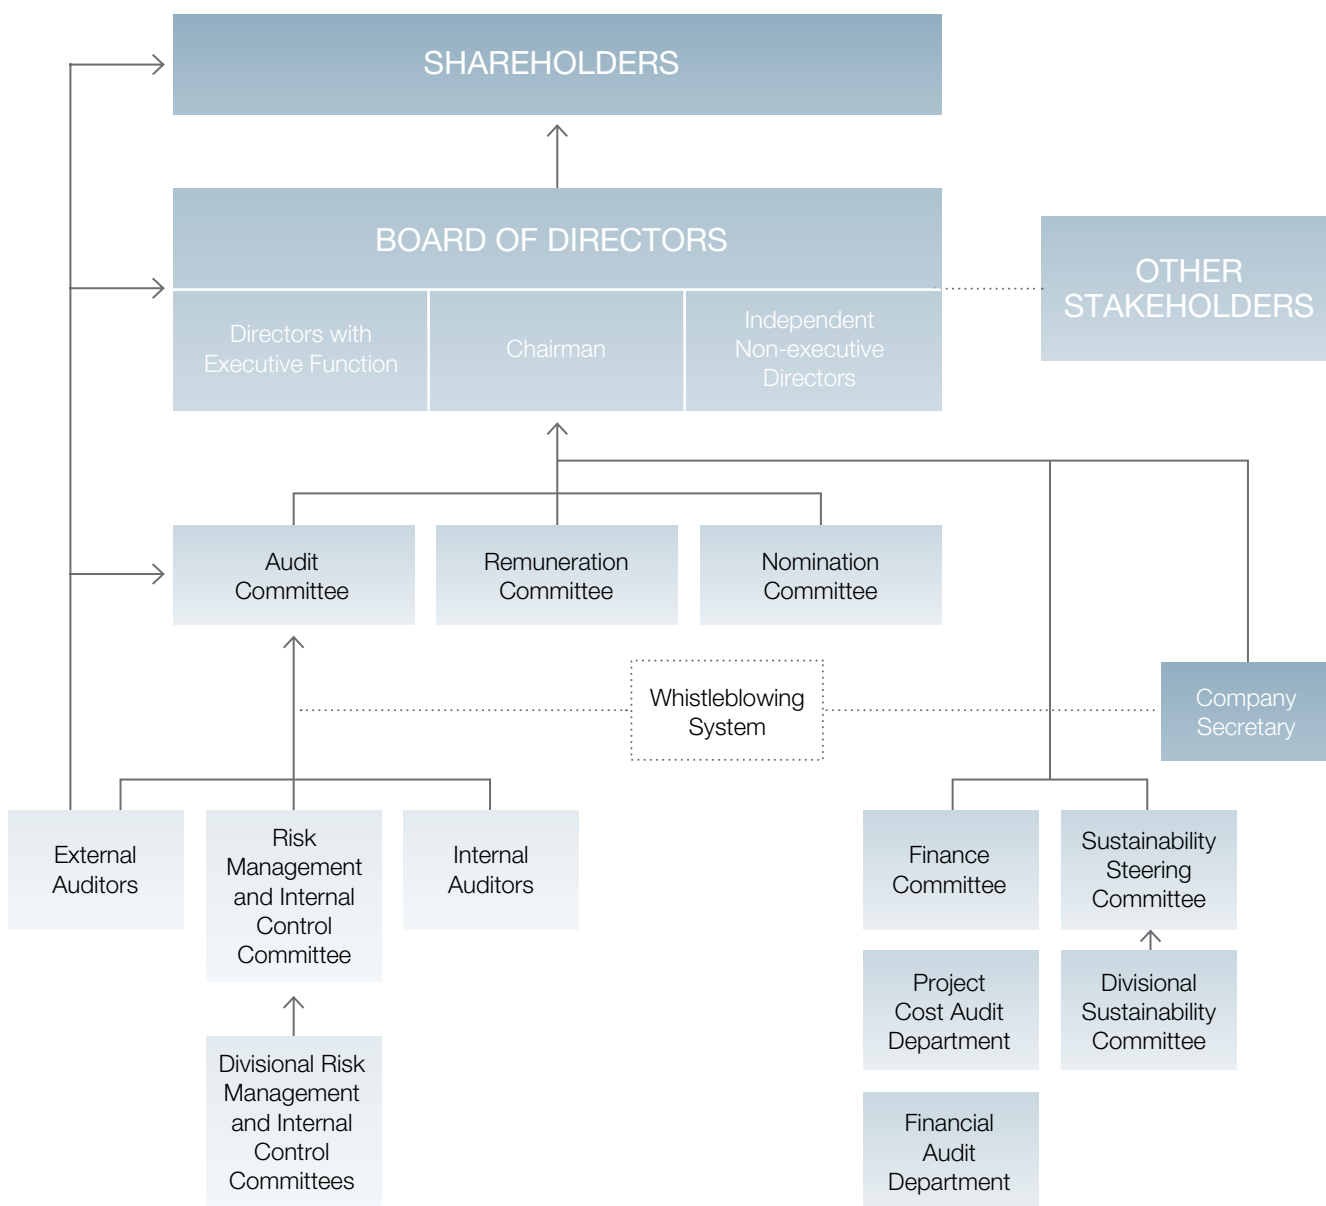 SHAREHOLDERS
BOARD OF DIRECTORS
Directors with
Executive Function
Chairman
Independent
Non-executive
Directors
OTHER
STAKEHOLDERS
Audit
Committee
Remuneration
Committee
Nomination
Committee
Whistleblowing
System
Company
Secretary
External
Auditors
Risk
Management
and Internal
Control
Committee
Internal
Auditors
Finance
Committee
Sustainability
Steering
Committee
Project
Cost Audit
Department
Divisional
Sustainability
Committee
Divisional Risk
Management
and Internal
Control
Committees
Financial
Audit
Department